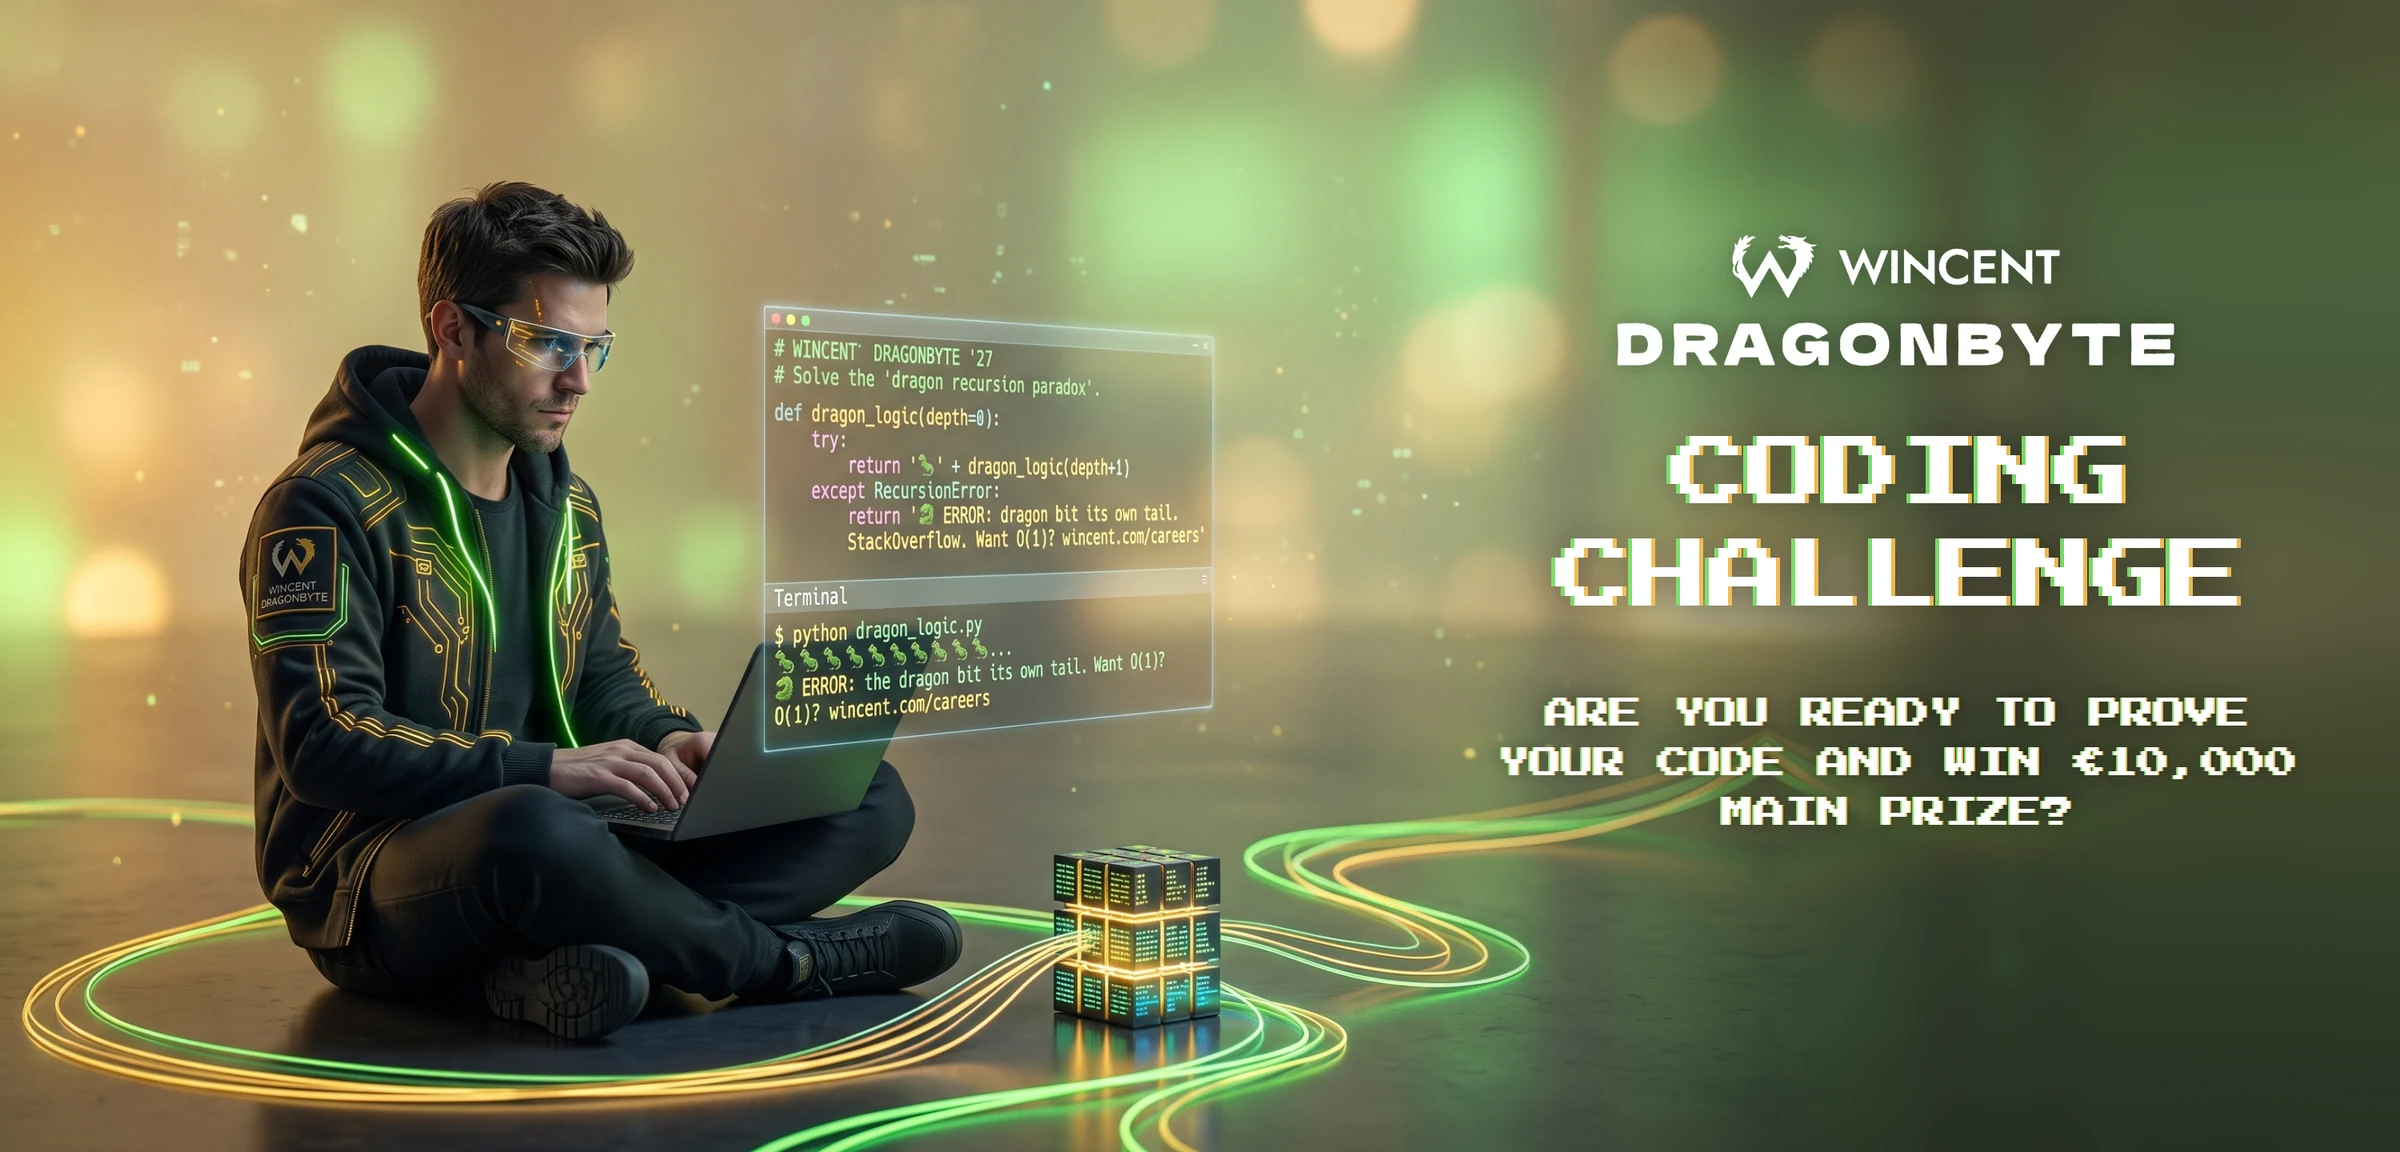 WINCENT
DRAGONBYTE
CODING
CHALLENGE
ARE YOU READY TO PROVE
YOUR CODE AND WIN €10,000
MAIN PRIZE?
# WINCENT DRAGONBYTE '27
# Solve the 'dragon recursion paradox'.
def dragon_logic(depth=0):
try:
return '🐉' + dragon_logic(depth+1)
except RecursionError:
return '🐲 ERROR: dragon bit its own tail.
StackOverflow. Want O(1)? wincent.com/careers'
Terminal
$ python dragon_logic.py
🐉🐉🐉🐉🐉🐉🐉🐉🐉...
🐲 ERROR: the dragon bit its own tail. Want O(1)?
O(1)? wincent.com/careers
WINCENT
DRAGONBYTE